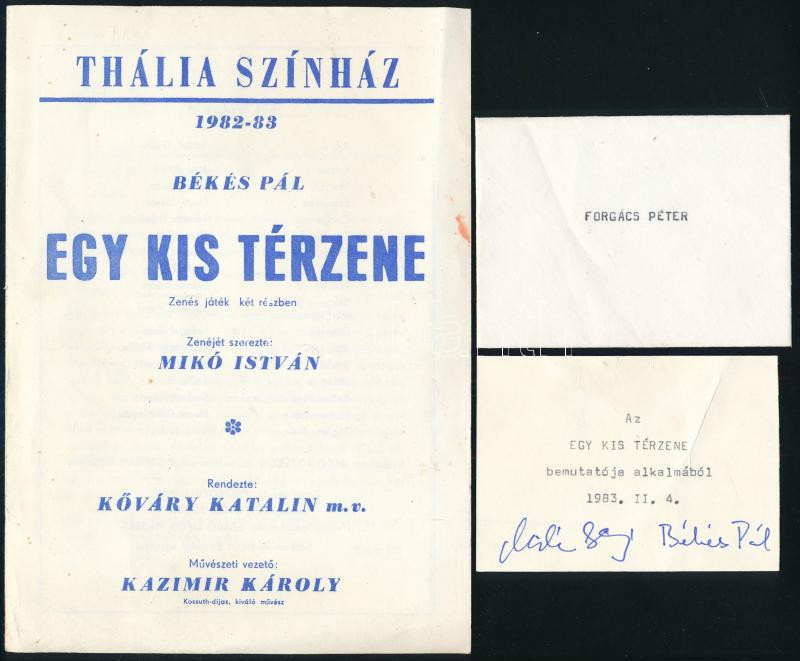 THÁLIA SZÍNHÁZ
1982-83
BÉKÉS PÁL
EGY KIS TÉRZENE
Zenés játék két részben
Zenéjét szerezte:
MIKÓ ISTVÁN
Rendezte:
KŐVÁRY KATALIN m.v.
Művészeti vezető:
KAZIMIR KÁROLY
Kossuth-díjas, kiváló művész
FORGÁCS PÉTER
Az
EGY KIS TÉRZENE
bemutatója alkalmából
1983. II. 4.
Békés Pál